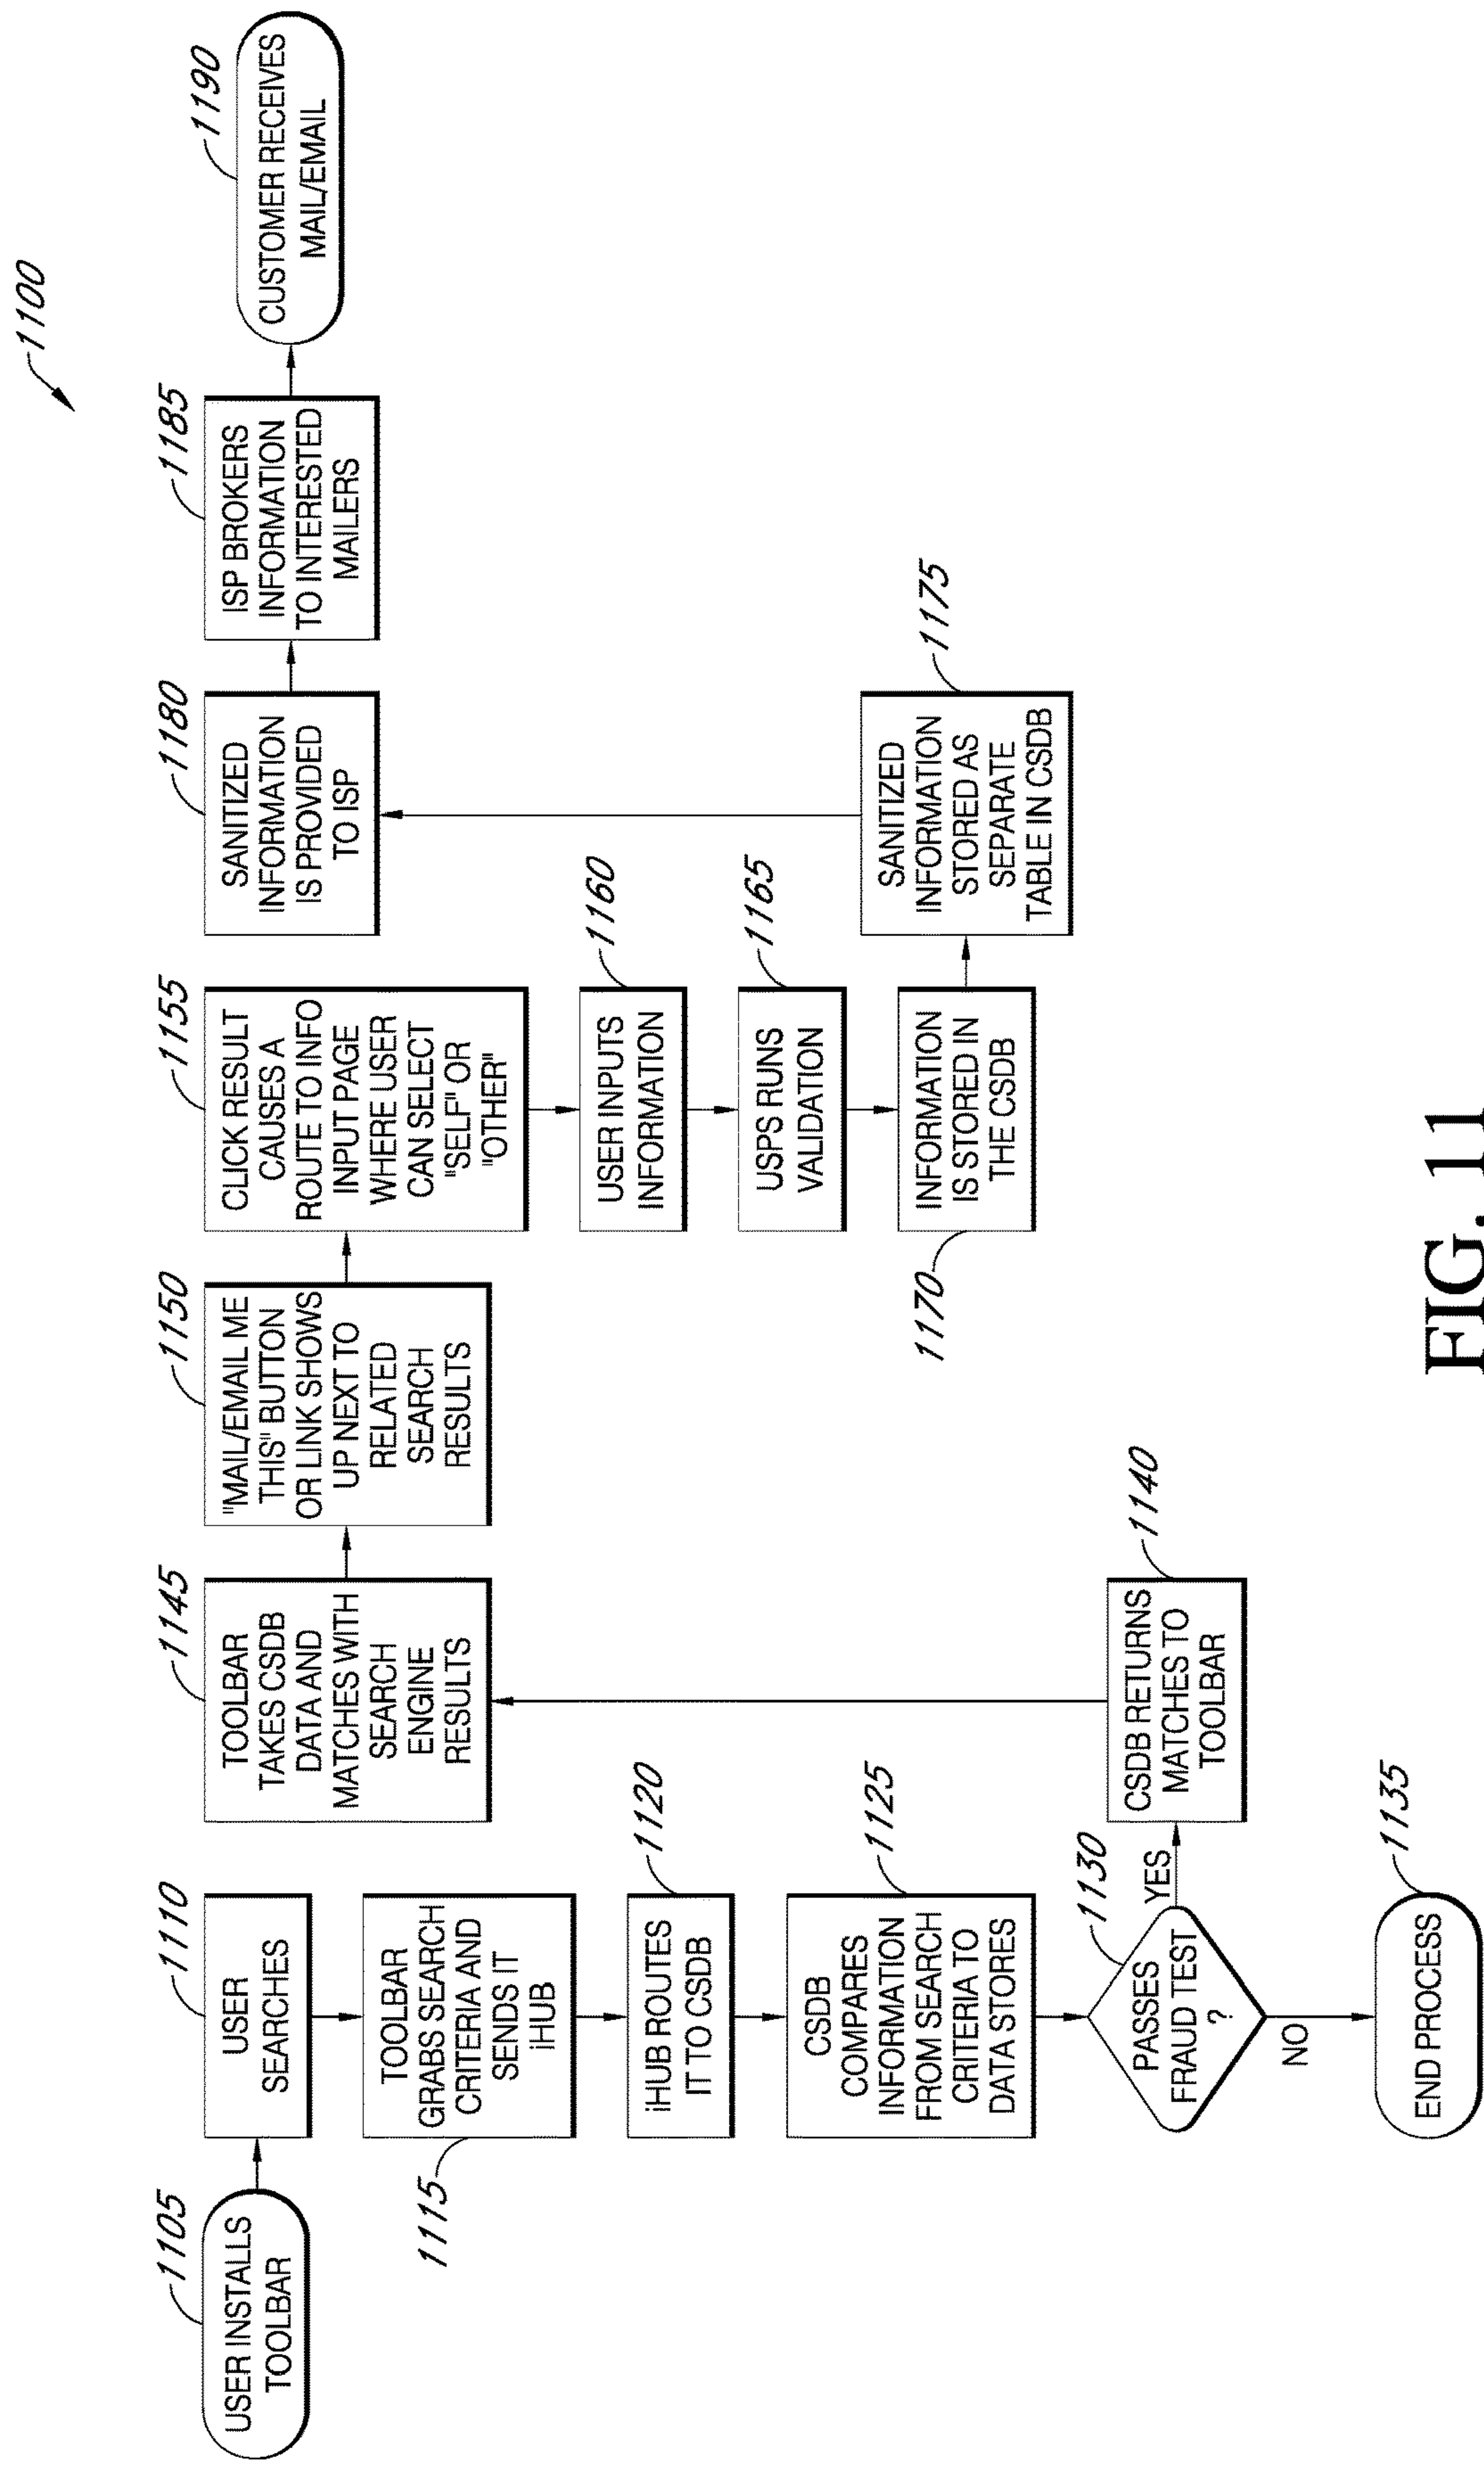 1100
1105
USER INSTALLS
TOOLBAR
1110
USER
SEARCHES
1115
TOOLBAR
GRABS SEARCH
CRITERIA AND
SENDS IT
iHUB
1120
iHUB ROUTES
IT TO CSDB
1125
CSDB
COMPARES
INFORMATION
FROM SEARCH
CRITERIA TO
DATA STORES
1130
PASSES
FRAUD TEST
?
YES
NO
1135
END PROCESS
1140
CSDB RETURNS
MATCHES TO
TOOLBAR
1145
TOOLBAR
TAKES CSDB
DATA AND
MATCHES WITH
SEARCH
ENGINE
RESULTS
1150
"MAIL/EMAIL ME
THIS" BUTTON
OR LINK SHOWS
UP NEXT TO
RELATED
SEARCH
RESULTS
1155
CLICK RESULT
CAUSES A
ROUTE TO INFO
INPUT PAGE
WHERE USER
CAN SELECT
"SELF" OR
"OTHER"
1160
USER INPUTS
INFORMATION
1165
USPS RUNS
VALIDATION
1170
INFORMATION
IS STORED IN
THE CSDB
1175
SANITIZED
INFORMATION
STORED AS
SEPARATE
TABLE IN CSDB
1180
SANITIZED
INFORMATION
IS PROVIDED
TO ISP
1185
ISP BROKERS
INFORMATION
TO INTERESTED
MAILERS
1190
CUSTOMER RECEIVES
MAIL/EMAIL
FIG. 11